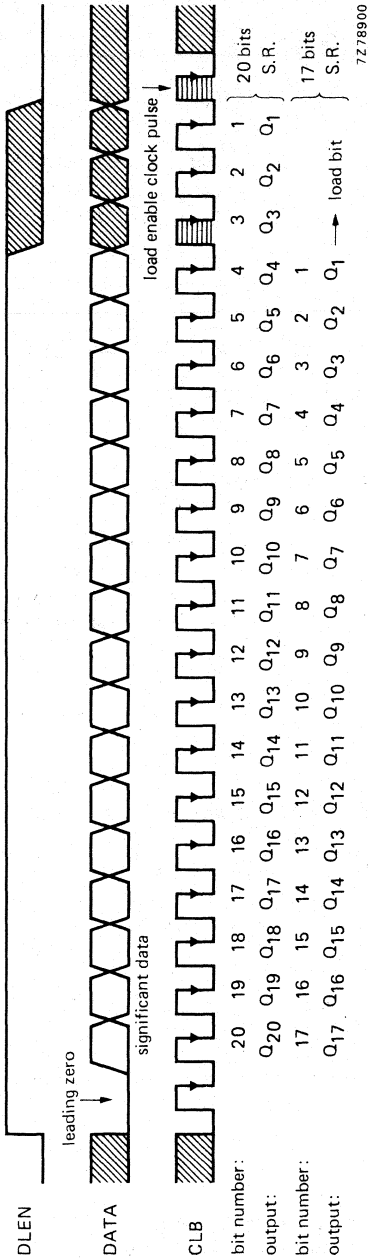 DLEN
leading zero
DATA
significant data
load enable clock pulse
CLB
bit number: 20 19 18 17 16 15 14 13 12 11 10 9 8 7 6 5 4 3 2 1 20 bits
output: Q20 Q19 Q18 Q17 Q16 Q15 Q14 Q13 Q12 Q11 Q10 Q9 Q8 Q7 Q6 Q5 Q4 Q3 Q2 Q1 S.R.
bit number: 17 16 15 14 13 12 11 10 9 8 7 6 5 4 3 2 1 17 bits
output: Q17 Q16 Q15 Q14 Q13 Q12 Q11 Q10 Q9 Q8 Q7 Q6 Q5 Q4 Q3 Q2 Q1 load bit S.R.
7Z78900